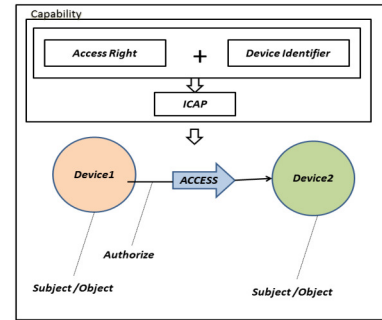 Capability
Access Right + Device Identifier
ICAP
Device1 ACCESS Device2
Authorize
Subject /Object
Subject /Object